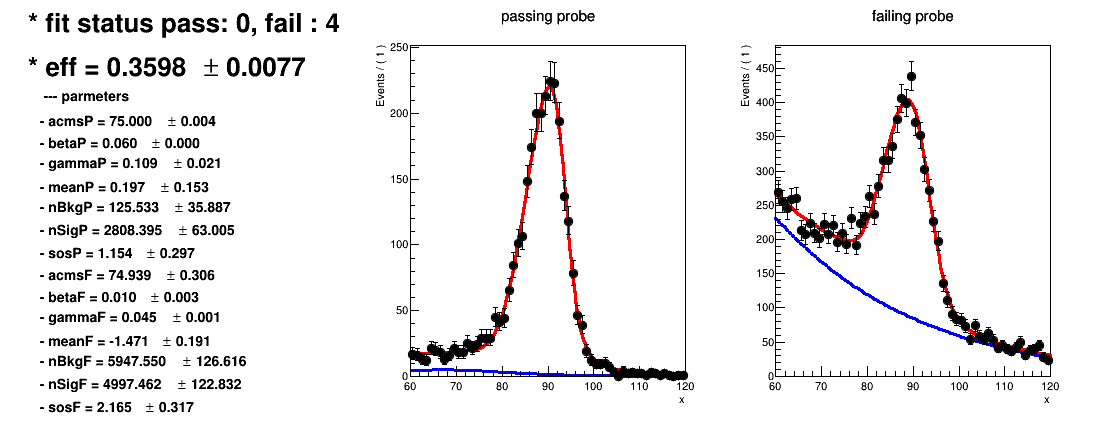 * fit status pass: 0, fail : 4
* eff = 0.3598 ± 0.0077
--- parmeters
- acmsP = 75.000 ± 0.004
- betaP = 0.060 ± 0.000
- gammaP = 0.109 ± 0.021
- meanP = 0.197 ± 0.153
- nBkgP = 125.533 ± 35.887
- nSigP = 2808.395 ± 63.005
- sosP = 1.154 ± 0.297
- acmsF = 74.939 ± 0.306
- betaF = 0.010 ± 0.003
- gammaF = 0.045 ± 0.001
- meanF = -1.471 ± 0.191
- nBkgF = 5947.550 ± 126.616
- nSigF = 4997.462 ± 122.832
- sosF = 2.165 ± 0.317
passing probe
Events / ( 1 )
250
200
150
100
50
0
60 70 80 90 100 110 120
x
failing probe
Events / ( 1 )
450
400
350
300
250
200
150
100
50
0
60 70 80 90 100 110 120
x